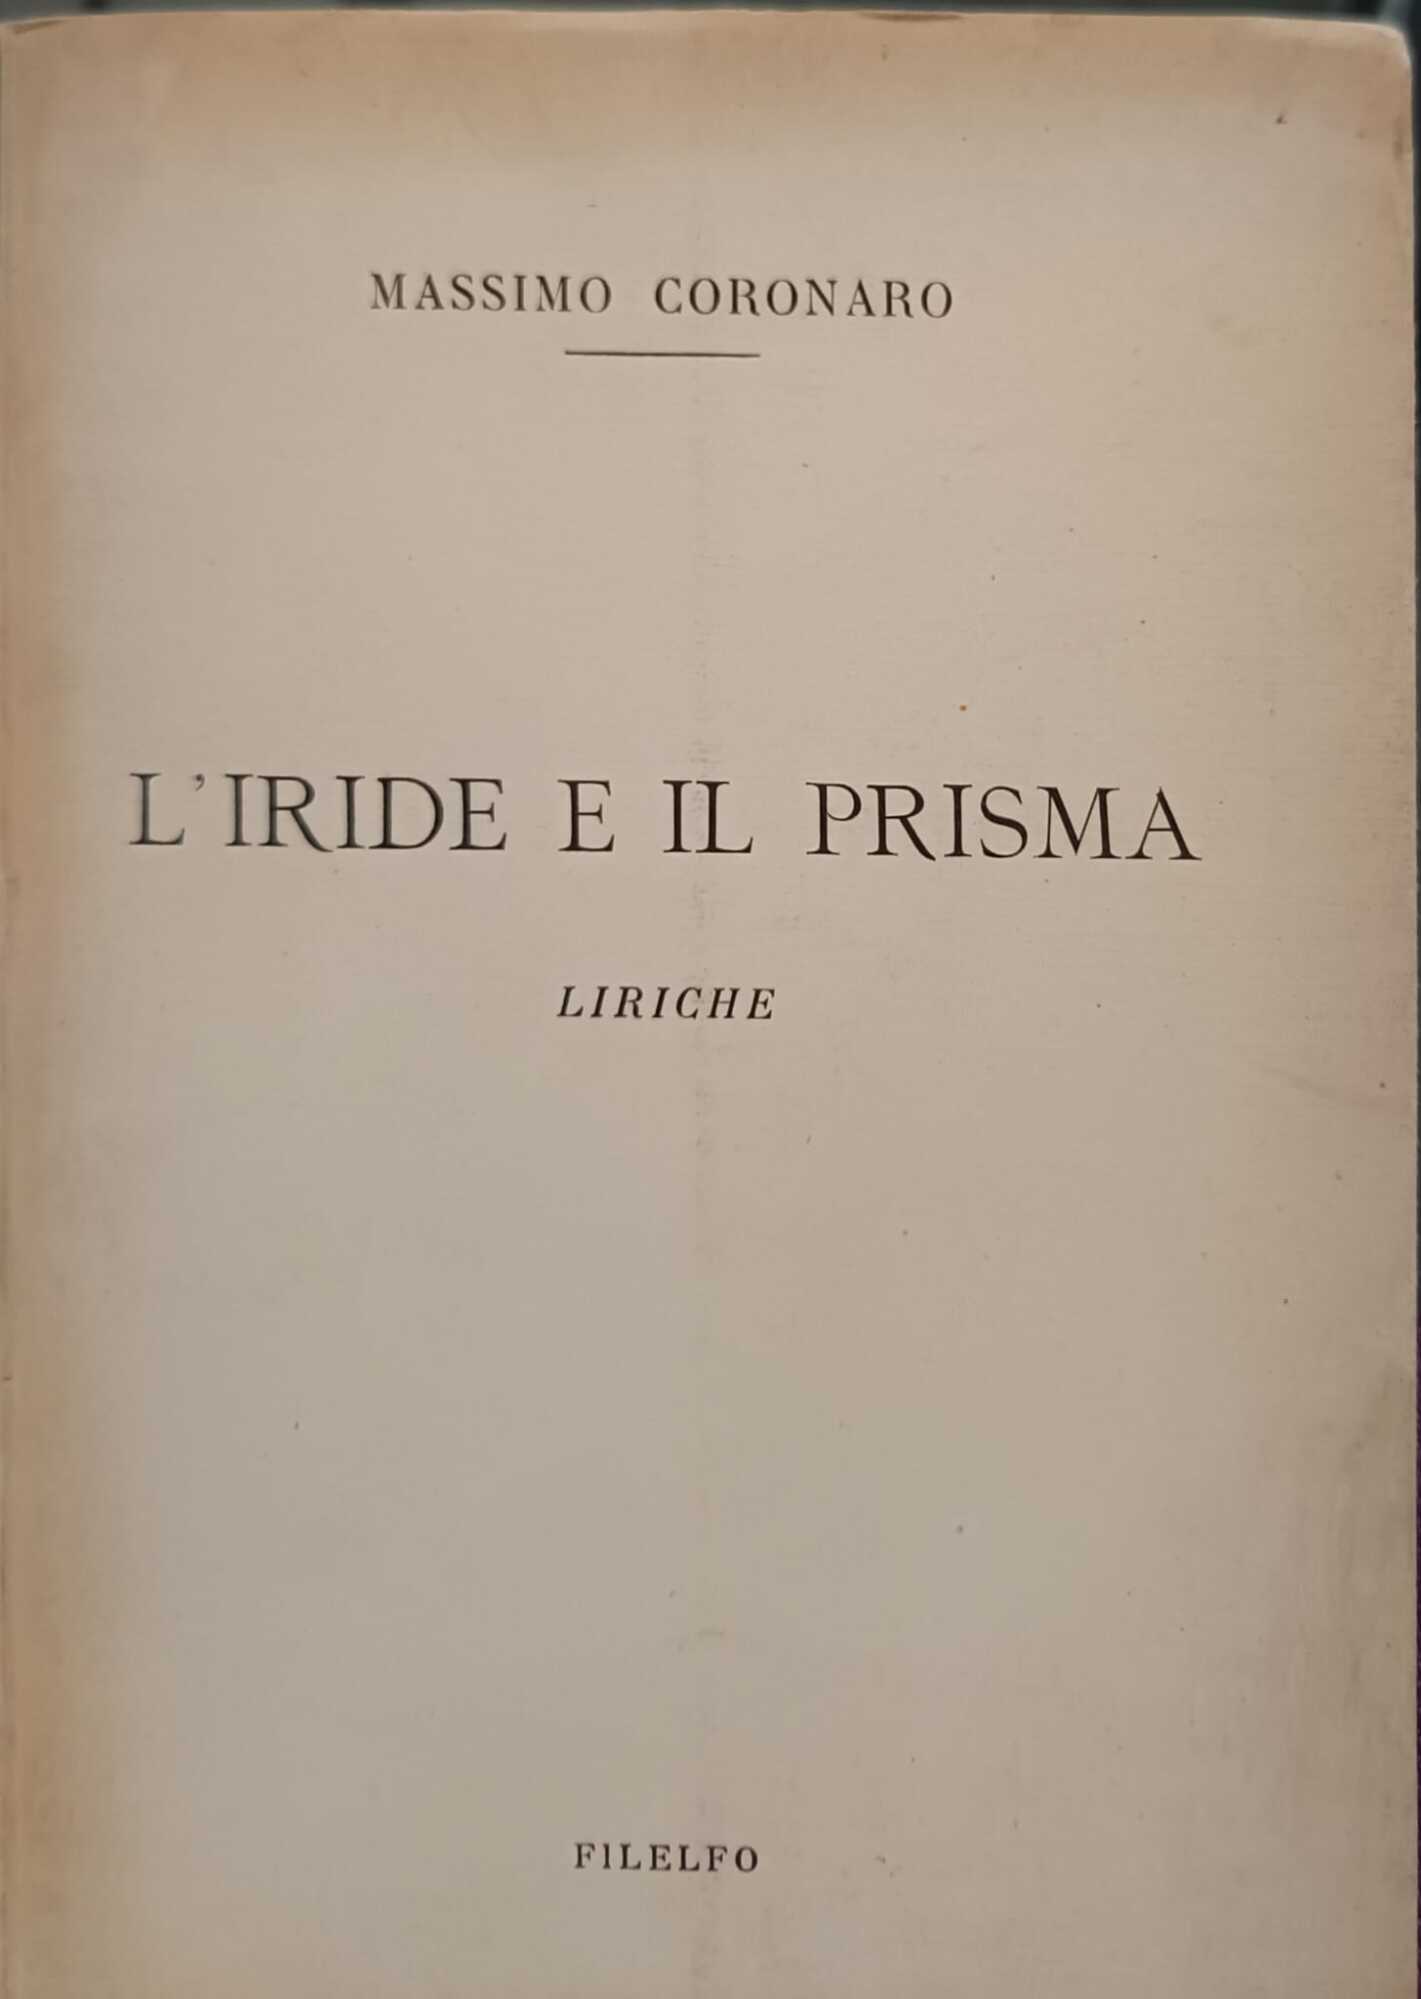 MASSIMO CORONARO
L'IRIDE E IL PRISMA
LIRICHE
FILELFO